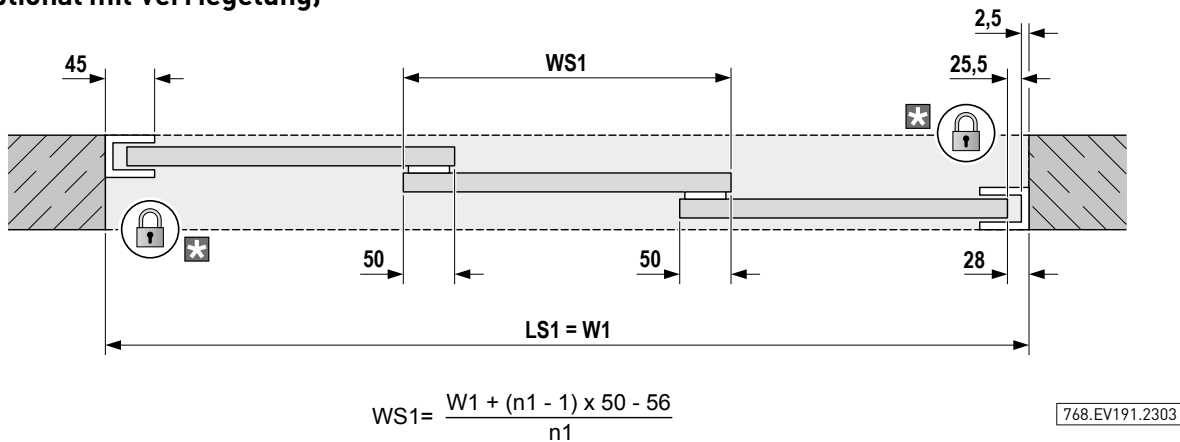 stional mit Verriegelung)
2,5
45
WS1
25,5
50
50
28
LS1 = W1
WS1= W1 + (n1 - 1) x 50 - 56
n1
768.EV191.2303